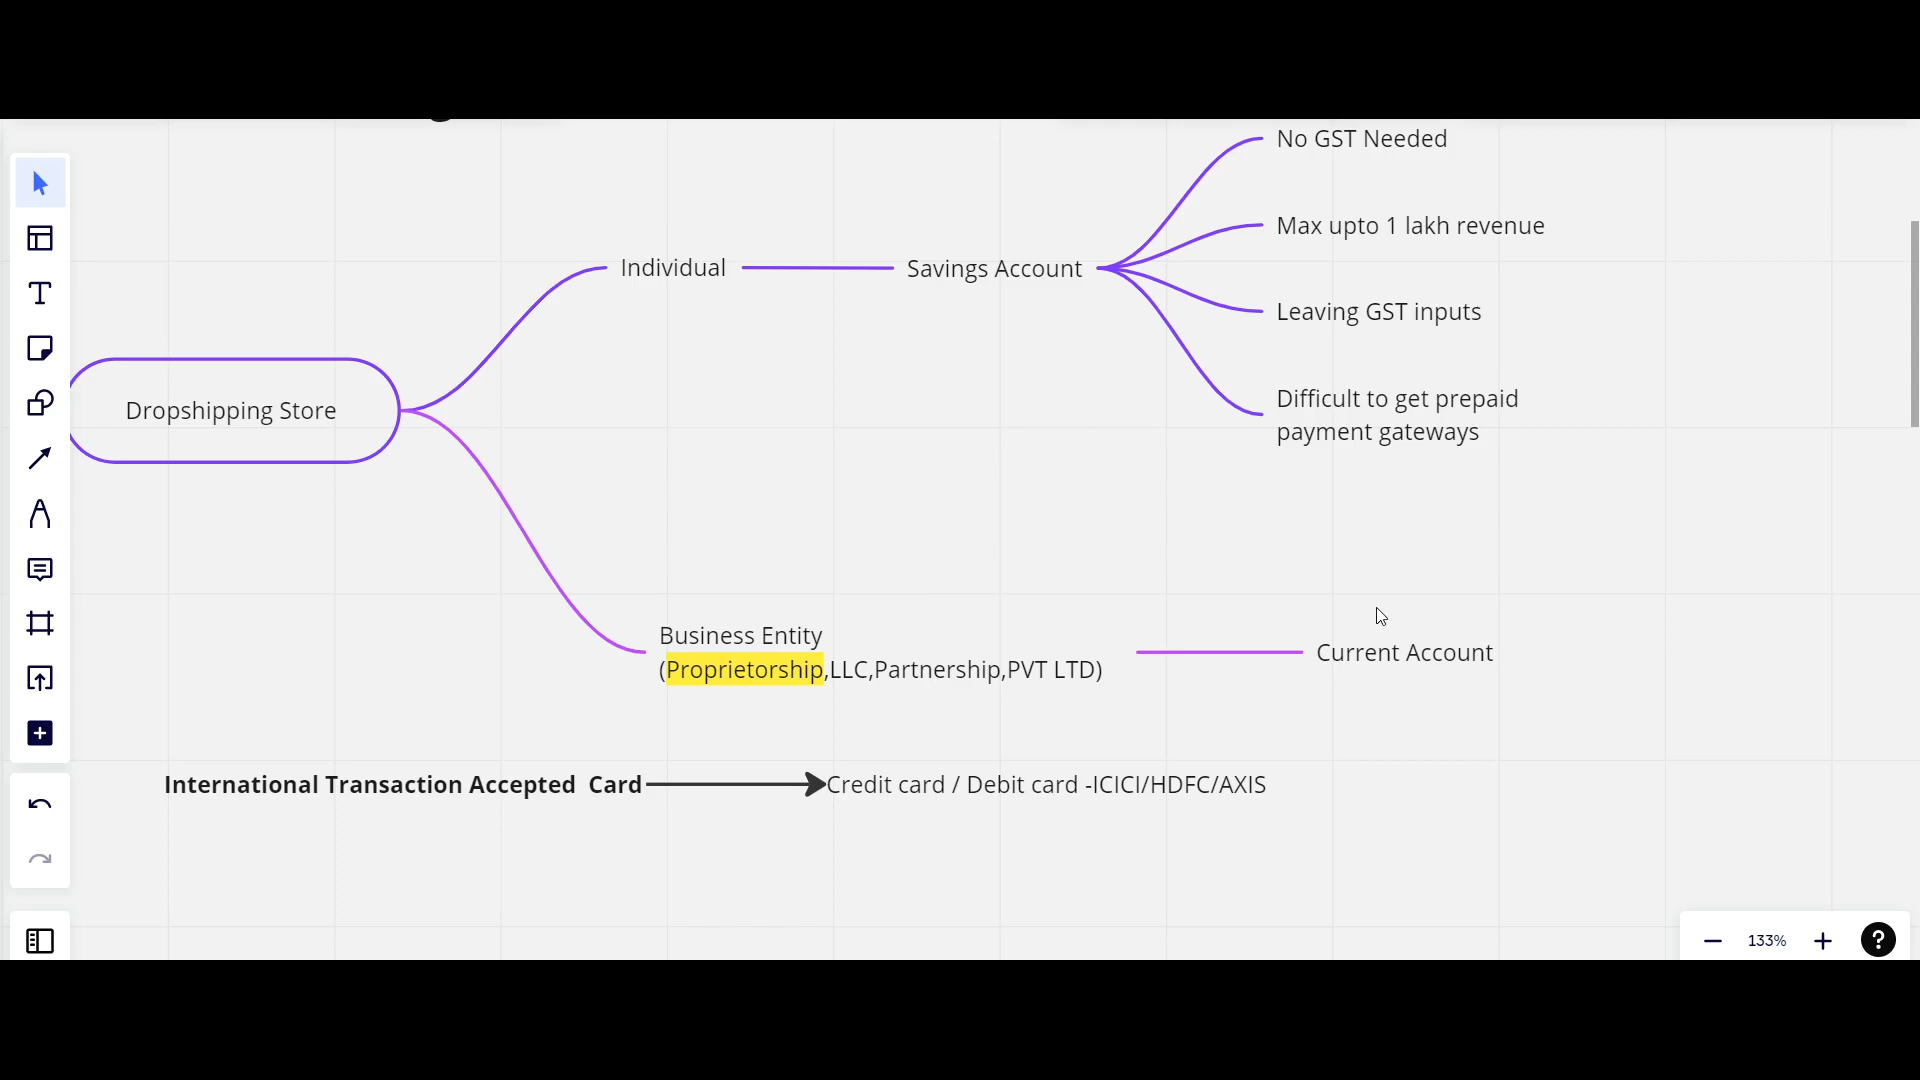 No GST Needed
Max upto 1 lakh revenue
Individual
Savings Account
Leaving GST inputs
Difficult to get prepaid
payment gateways
Dropshipping Store
Business Entity
(Proprietorship,LLC,Partnership,PVT LTD)
Current Account
International Transaction Accepted  Card
Credit card / Debit card -ICICI/HDFC/AXIS
133%